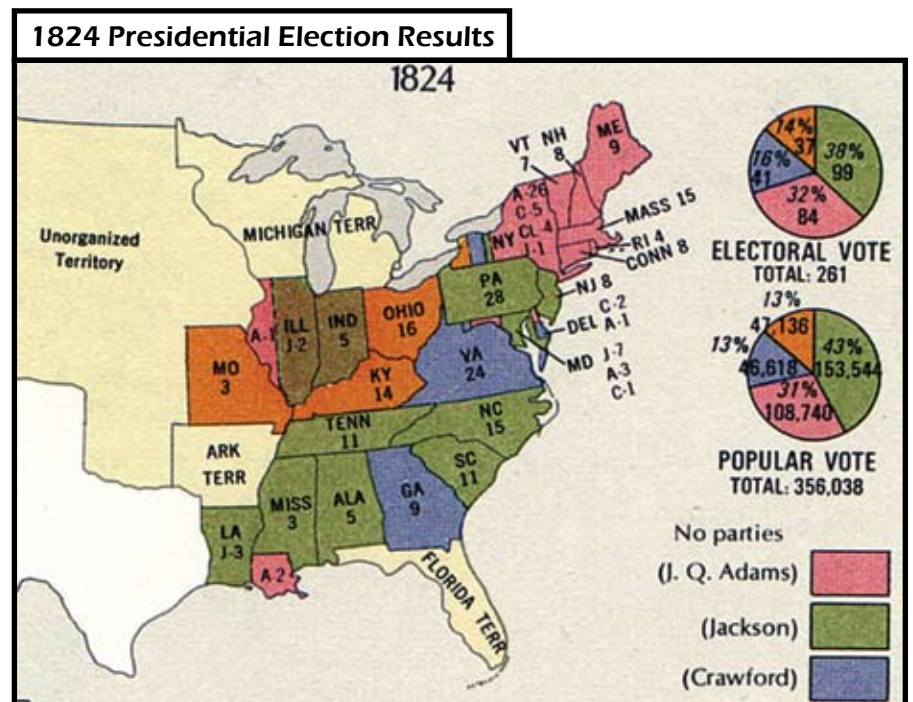 1824 Presidential Election Results
1824
Unorganized
Territory
MICHIGAN TERR
VT
7
NH
8
ME
9
MASS 15
RI 4
CONN 8
A-26
C-5
CL 4
J-1
NY
PA
28
NJ 8
C-2
DEL A-1
MD J-7
A-3
C-1
A-1
ILL
J-2
IND
5
OHIO
16
MO
3
KY
14
VA
24
TENN
11
NC
15
ARK
TERR
SC
11
MISS
3
ALA
5
GA
9
LA
J-3
A-2
FLORIDA TERR
14%
37
38%
99
16%
41
32%
84
ELECTORAL VOTE
TOTAL: 261
13%
47,136
43%
153,544
13%
46,618
31%
108,740
POPULAR VOTE
TOTAL: 356,038
No parties
(J. Q. Adams)
(Jackson)
(Crawford)